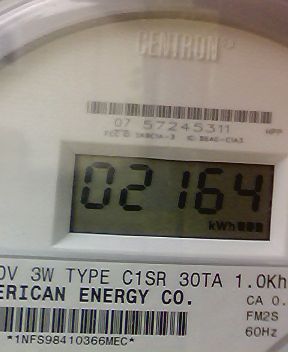 CENTRON®
07 57245311
HPP
02164
kWh
0V 3W TYPE C1SR 30TA 1.0Kh
ERICAN ENERGY CO.
CA 0.
FM2S
60Hz
*1NFS98410366MEC*